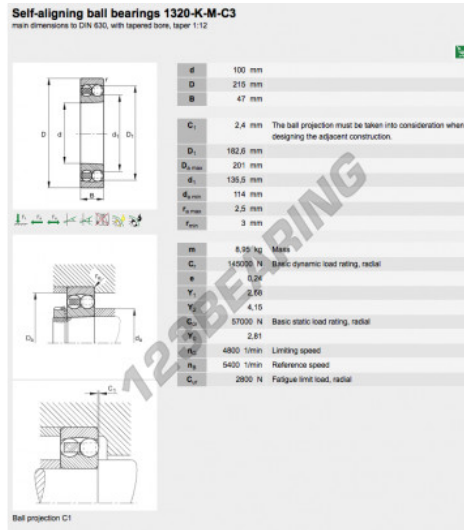 Self-aligning ball bearings 1320-K-M-C3
main dimensions to DIN 630, with tapered bore, taper 1:12
d 100 mm
D 215 mm
B 47 mm
C1 2,4 mm The ball projection must be taken into consideration when
designing the adjacent construction.
D1 182,6 mm
Da max 201 mm
d1 135,5 mm
da min 114 mm
ra max 2,5 mm
rmin 3 mm
m 8,95 kg Mass
Cr 145000 N Basic dynamic load rating, radial
e 0,24
Y1 2,68
Y2 4,15
C0r 57000 N Basic static load rating, radial
Y0 2,81
nG 4800 1/min Limiting speed
nB 5400 1/min Reference speed
Cur 2800 N Fatigue limit load, radial
D d d1 D1
r
B
ra
Da da
C1
Ball projection C1
123BEARING